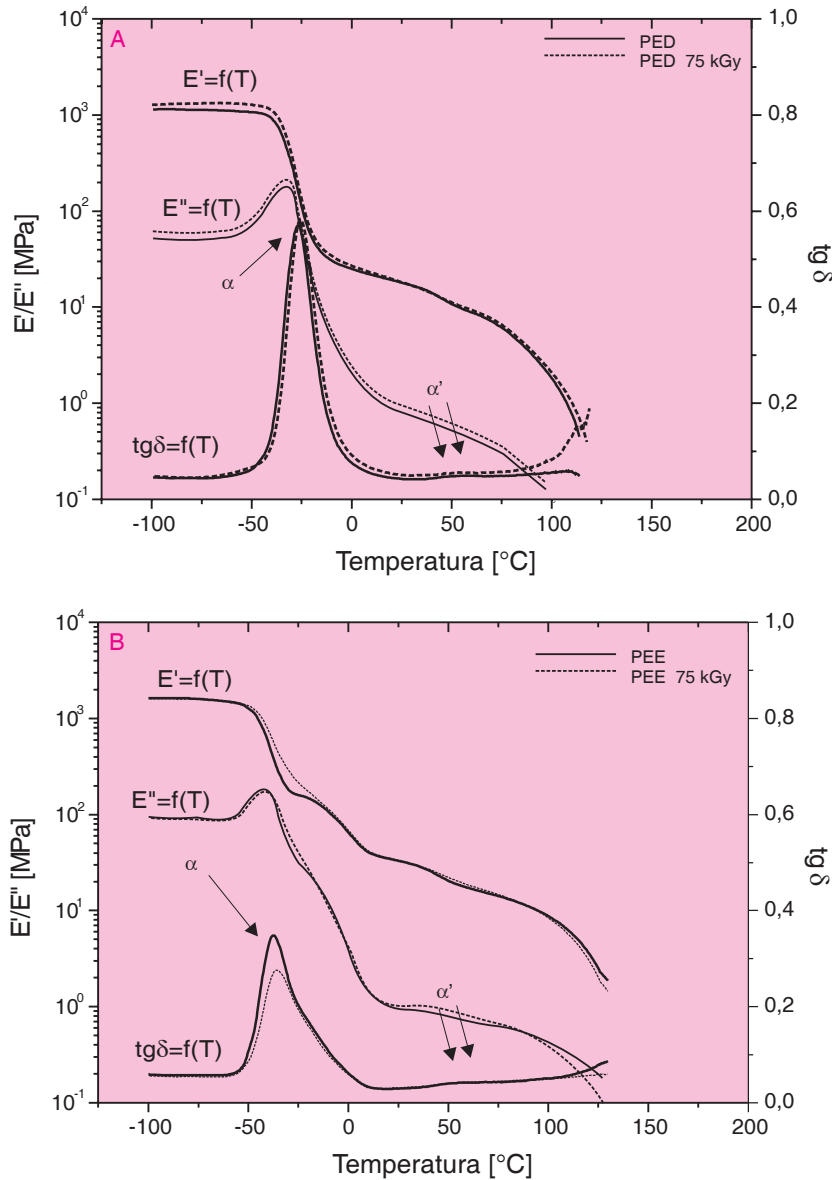 A
PED
PED 75 kGy
E'=f(T)
E''=f(T)
α
α'
tgδ=f(T)
E'/E'' [MPa]
10^4
10^3
10^2
10^1
10^0
10^-1
1,0
0,8
0,6
0,4
0,2
0,0
tg δ
-100 -50 0 50 100 150 200
Temperatura [°C]
B
PEE
PEE 75 kGy
E'=f(T)
E''=f(T)
α
α'
tgδ=f(T)
E'/E'' [MPa]
10^4
10^3
10^2
10^1
10^0
10^-1
1,0
0,8
0,6
0,4
0,2
0,0
tg δ
-100 -50 0 50 100 150 200
Temperatura [°C]